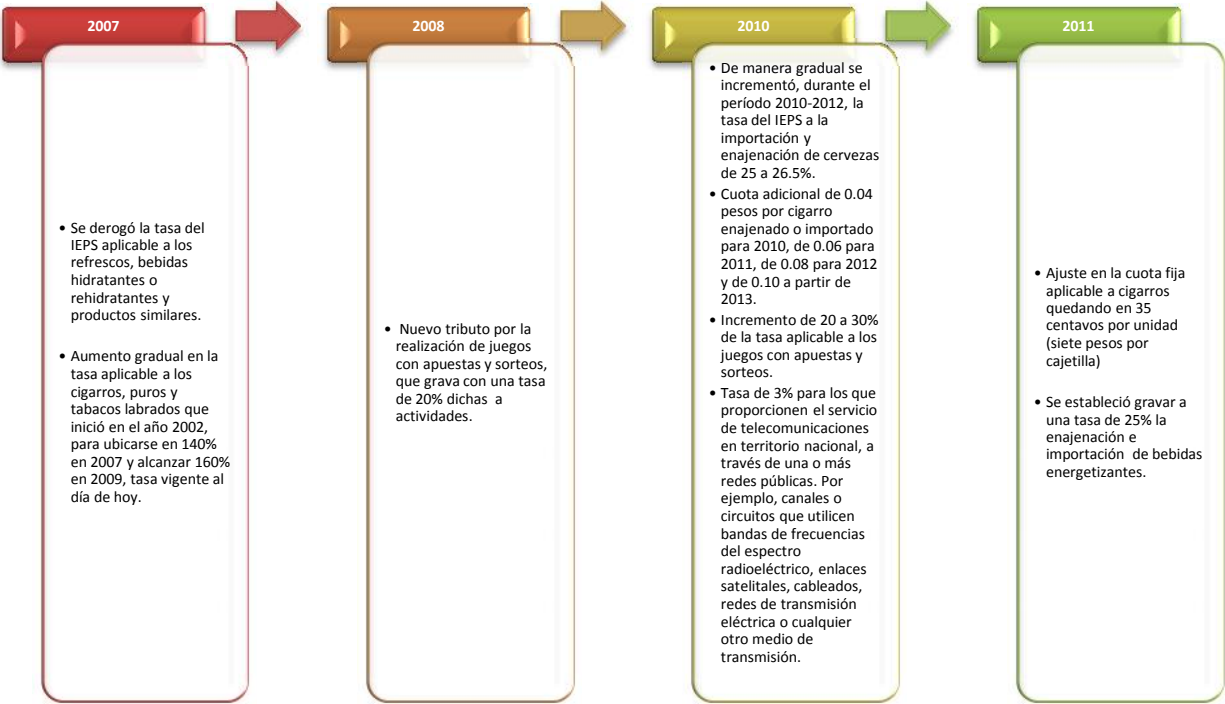 2007
• Se derogó la tasa del
IEPS aplicable a los
refrescos, bebidas
hidratantes o
rehidratantes y
productos similares.
• Aumento gradual en la
tasa aplicable a los
cigarros, puros y
tabacos labrados que
inició en el año 2002,
para ubicarse en 140%
en 2007 y alcanzar 160%
en 2009, tasa vigente al
día de hoy.
2008
• Nuevo tributo por la
realización de juegos
con apuestas y sorteos,
que grava con una tasa
de 20% dichas a
actividades.
2010
• De manera gradual se
incrementó, durante el
período 2010-2012, la
tasa del IEPS a la
importación y
enajenación de cervezas
de 25 a 26.5%.
• Cuota adicional de 0.04
pesos por cigarro
enajenado o importado
para 2010, de 0.06 para
2011, de 0.08 para 2012
y de 0.10 a partir de
2013.
• Incremento de 20 a 30%
de la tasa aplicable a los
juegos con apuestas y
sorteos.
• Tasa de 3% para los que
proporcionen el servicio
de telecomunicaciones
en territorio nacional, a
través de una o más
redes públicas. Por
ejemplo, canales o
circuitos que utilicen
bandas de frecuencias
del espectro
radioeléctrico, enlaces
satelitales, cableados,
redes de transmisión
eléctrica o cualquier
otro medio de
transmisión.
2011
• Ajuste en la cuota fija
aplicable a cigarros
quedando en 35
centavos por unidad
(siete pesos por
cajetilla)
• Se estableció gravar a
una tasa de 25% la
enajenación e
importación de bebidas
energetizantes.